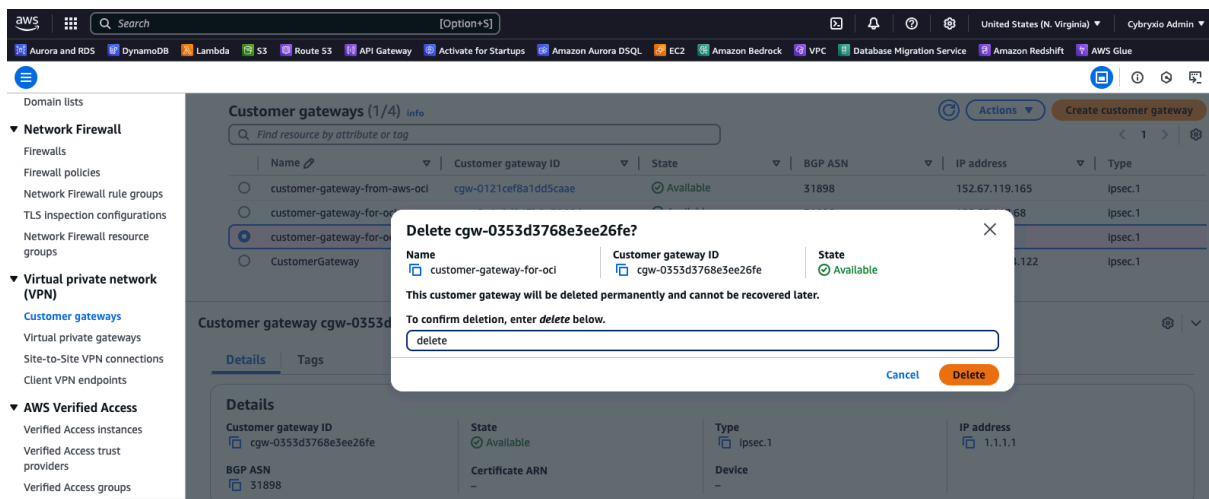 aws
Search
[Option+S]
United States (N. Virginia)
Cybryxio Admin
Aurora and RDS
DynamoDB
Lambda
S3
Route 53
API Gateway
Activate for Startups
Amazon Aurora DSQL
EC2
Amazon Bedrock
VPC
Database Migration Service
Amazon Redshift
AWS Glue
Domain lists
Network Firewall
Firewalls
Firewall policies
Network Firewall rule groups
TLS inspection configurations
Network Firewall resource
groups
Virtual private network
(VPN)
Customer gateways
Virtual private gateways
Site-to-Site VPN connections
Client VPN endpoints
AWS Verified Access
Verified Access instances
Verified Access trust
providers
Verified Access groups
Customer gateways (1/4) Info
Actions
Create customer gateway
Find resource by attribute or tag
1
Name
Customer gateway ID
State
BGP ASN
IP address
Type
customer-gateway-from-aws-oci
cgw-0121cef8a1dd5caae
Available
31898
152.67.119.165
ipsec.1
customer-gateway-for-oc
68
ipsec.1
customer-gateway-for-o
ipsec.1
CustomerGateway
.122
ipsec.1
Delete cgw-0353d3768e3ee26fe?
Name
customer-gateway-for-oci
Customer gateway ID
cgw-0353d3768e3ee26fe
State
Available
This customer gateway will be deleted permanently and cannot be recovered later.
To confirm deletion, enter delete below.
delete
Cancel
Delete
Customer gateway cgw-0353d
Details
Tags
Details
Customer gateway ID
cgw-0353d3768e3ee26fe
State
Available
Type
ipsec.1
IP address
1.1.1.1
BGP ASN
31898
Certificate ARN
–
Device
–